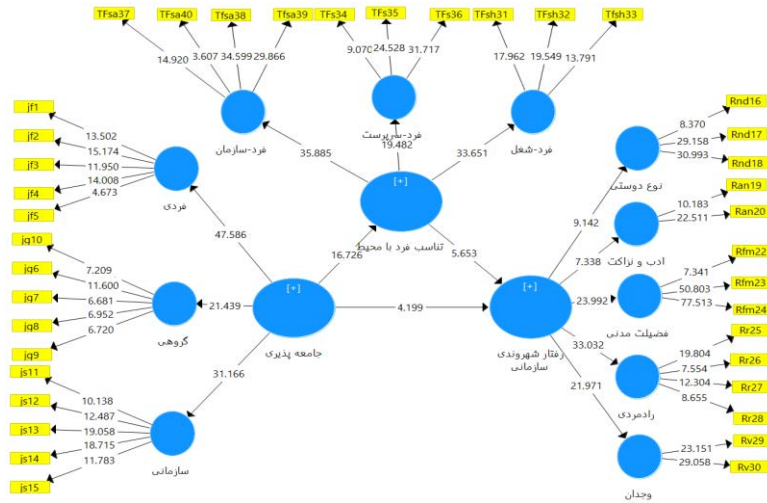 TFsa37
TFsa40
Tfsa38
Tfsa39
TFs34
TFs35
TFs36
TFsh31
TFsh32
Tfsh33
14.920
3.607
34.599
29.866
9.070
24.528
31.717
17.962
19.549
13.791
فرد-سازمان
فرد-سرپرست
فرد-شغل
35.885
19.482
33.651
jf1
jf2
jf3
jf4
jf5
13.502
15.174
11.950
14.008
4.673
فردی
47.586
[+]
تناسب فرد با محیط
16.726
5.653
jg10
jg6
jg7
jg8
jg9
7.209
11.600
6.681
6.952
6.720
گروهی
21.439
[+]
جامعه پذیری
4.199
31.166
js11
js12
js13
js14
js15
10.138
12.487
19.058
18.715
11.783
سازمانی
[+]
رفتار شهروندی
سازمانی
9.142
7.338
23.992
33.032
21.971
نوع دوستی
8.370
29.158
30.993
Rnd16
Rnd17
Rnd18
ادب و نزاکت
10.183
22.511
Ran19
Ran20
فضیلت مدنی
7.341
50.803
77.513
Rfm22
Rfm23
Rfm24
رادمردی
19.804
7.554
12.304
8.655
Rr25
Rr26
Rr27
Rr28
وجدان
23.151
29.058
Rv29
Rv30